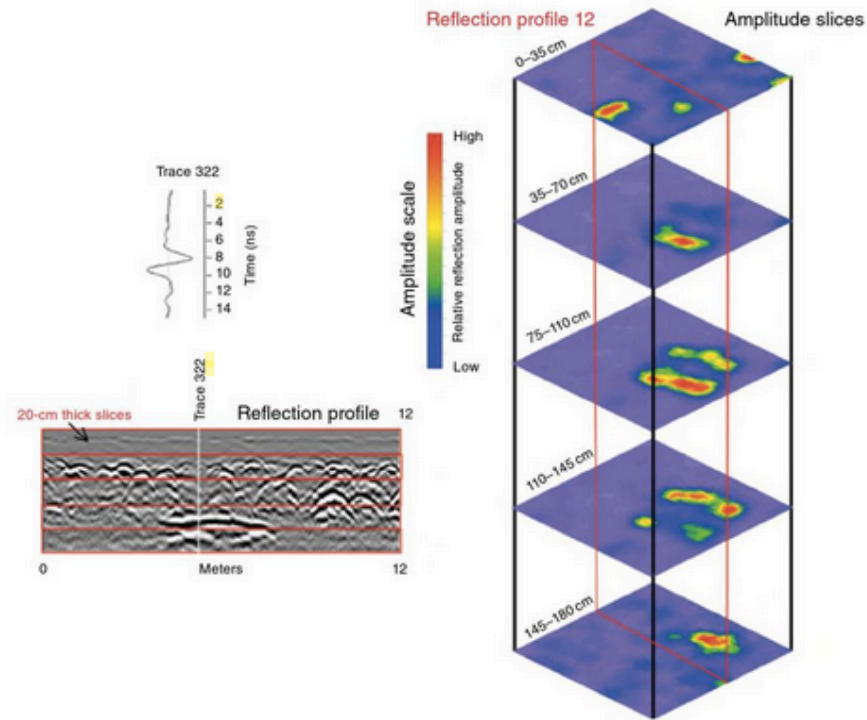 Reflection profile 12
Amplitude slices
0–35 cm
35–70 cm
75–110 cm
110–145 cm
145–180 cm
High
Amplitude scale
Relative reflection amplitude
Low
Trace 322
2
4
6
8
10
12
14
Time (ns)
Trace 322
20-cm thick slices
Reflection profile 12
0 Meters 12